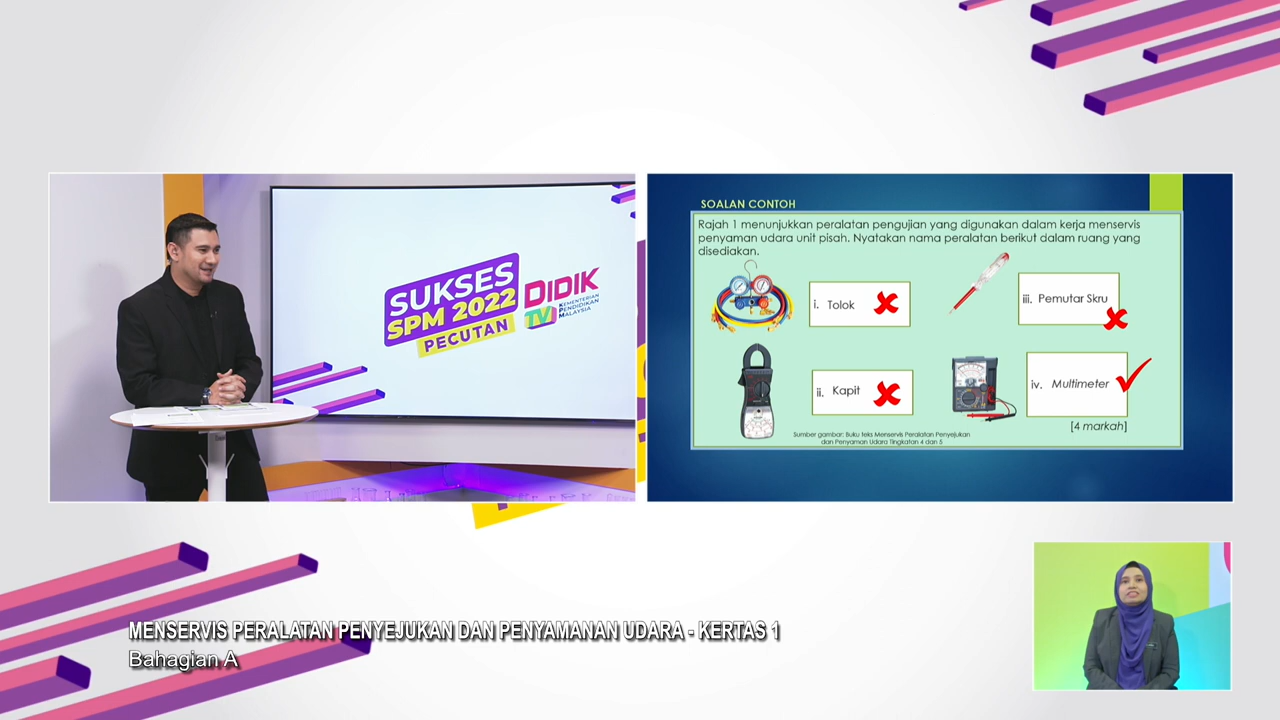 SUKSES
SPM 2022
PECUTAN
DIDIK
TV
KEMENTERIAN
PENDIDIKAN
MALAYSIA
SOALAN CONTOH
Rajah 1 menunjukkan peralatan pengujian yang digunakan dalam kerja menservis
penyaman udara unit pisah. Nyatakan nama peralatan berikut dalam ruang yang
disediakan.
i. Tolok
iii. Pemutar Skru
ii. Kapit
iv. Multimeter
[4 markah]
Sumber gambar: Buku teks Menservis Peralatan Penyejukan
dan Penyaman Udara Tingkatan 4 dan 5
MENSERVIS PERALATAN PENYEJUKAN DAN PENYAMANAN UDARA - KERTAS 1
Bahagian A